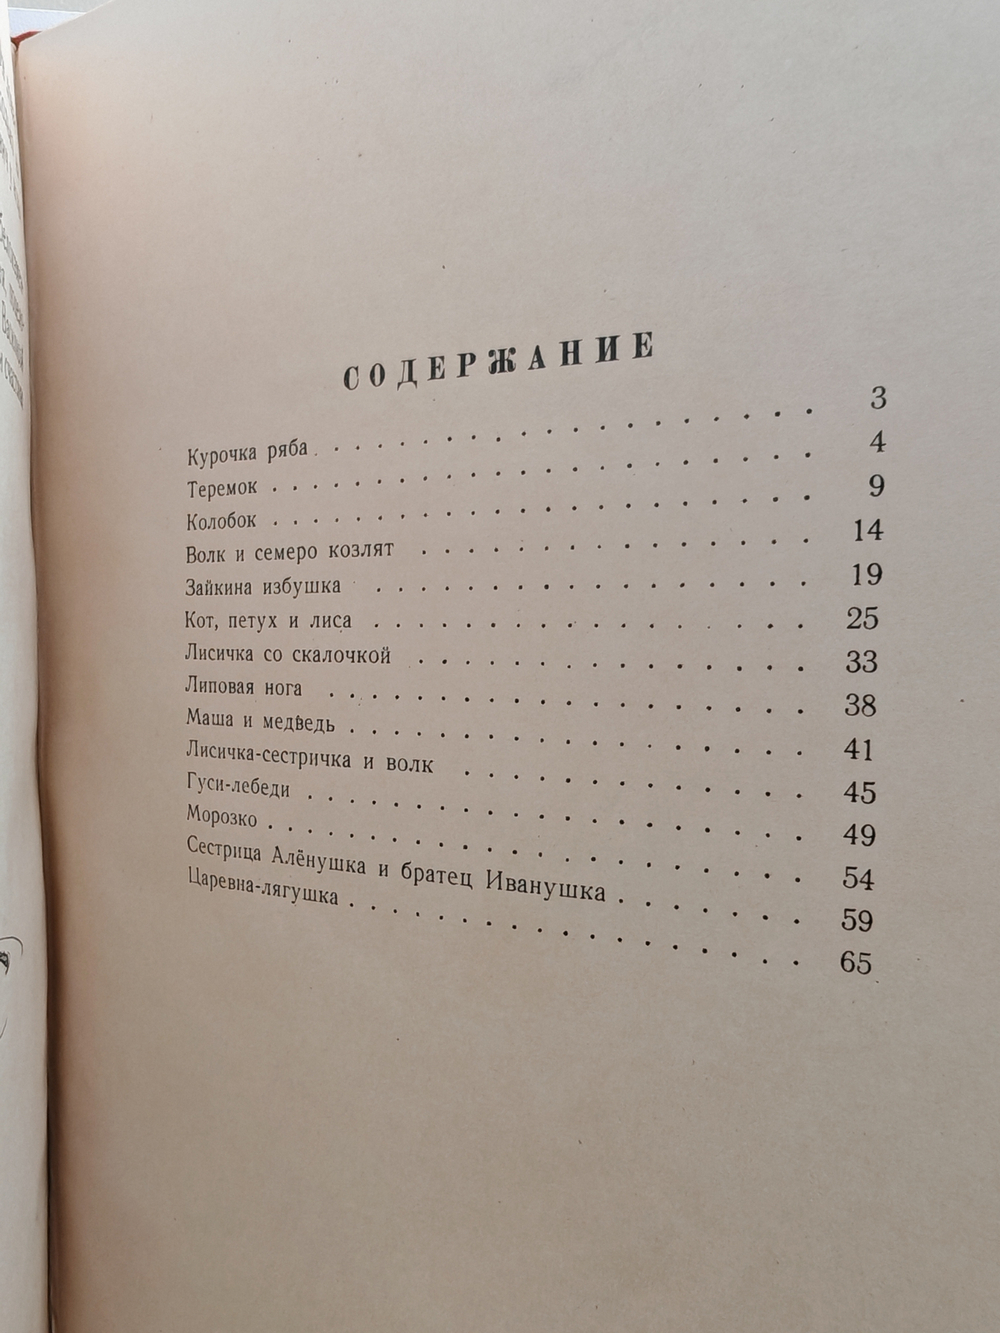 СОДЕРЖАНИЕ
Курочка ряба . . . . . . . . . . . . . . . . . . . . 3
Теремок . . . . . . . . . . . . . . . . . . . . . . 4
Колобок . . . . . . . . . . . . . . . . . . . . . . 9
Волк и семеро козлят . . . . . . . . . . . . . . . 14
Зайкина избушка . . . . . . . . . . . . . . . . . 19
Кот, петух и лиса . . . . . . . . . . . . . . . . . 25
Лисичка со скалочкой . . . . . . . . . . . . . . . 33
Липовая нога . . . . . . . . . . . . . . . . . . . 38
Маша и медведь . . . . . . . . . . . . . . . . . . 41
Лисичка-сестричка и волк . . . . . . . . . . . . . 45
Гуси-лебеди . . . . . . . . . . . . . . . . . . . . 49
Морозко . . . . . . . . . . . . . . . . . . . . . . 54
Сестрица Алёнушка и братец Иванушка . . . . . . . 59
Царевна-лягушка . . . . . . . . . . . . . . . . . . 65